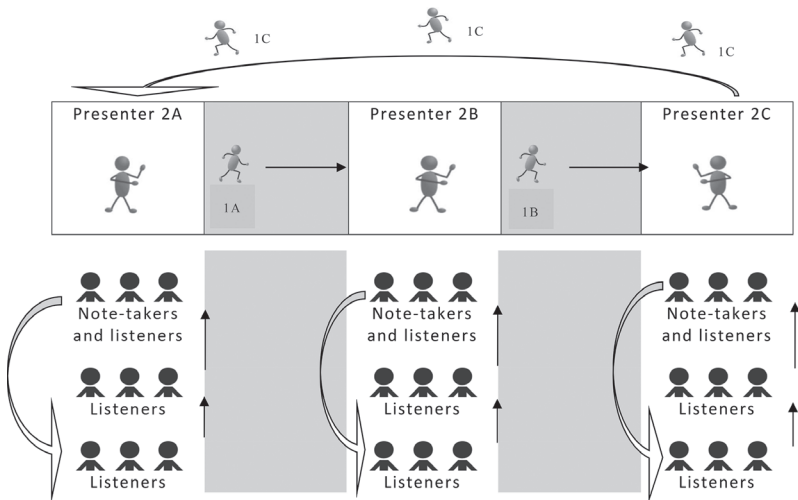 1C
1C
1C
Presenter 2A
Presenter 2B
Presenter 2C
1A
1B
Note-takers
and listeners
Note-takers
and listeners
Note-takers
and listeners
Listeners
Listeners
Listeners
Listeners
Listeners
Listeners